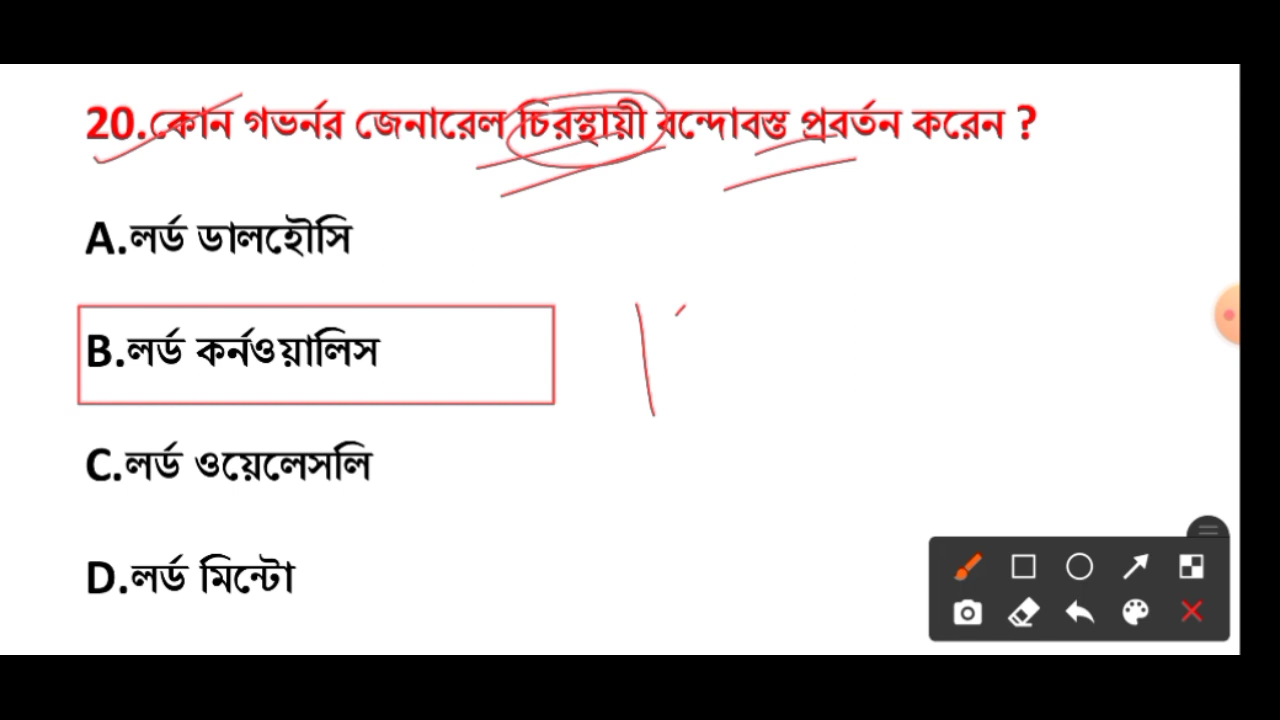 20.কোন গভর্নর জেনারেল চিরস্থায়ী বন্দোবস্ত প্রবর্তন করেন ?
A.লর্ড ডালহৌসি
B.লর্ড কর্নওয়ালিস
C.লর্ড ওয়েলেসলি
D.লর্ড মিন্টো